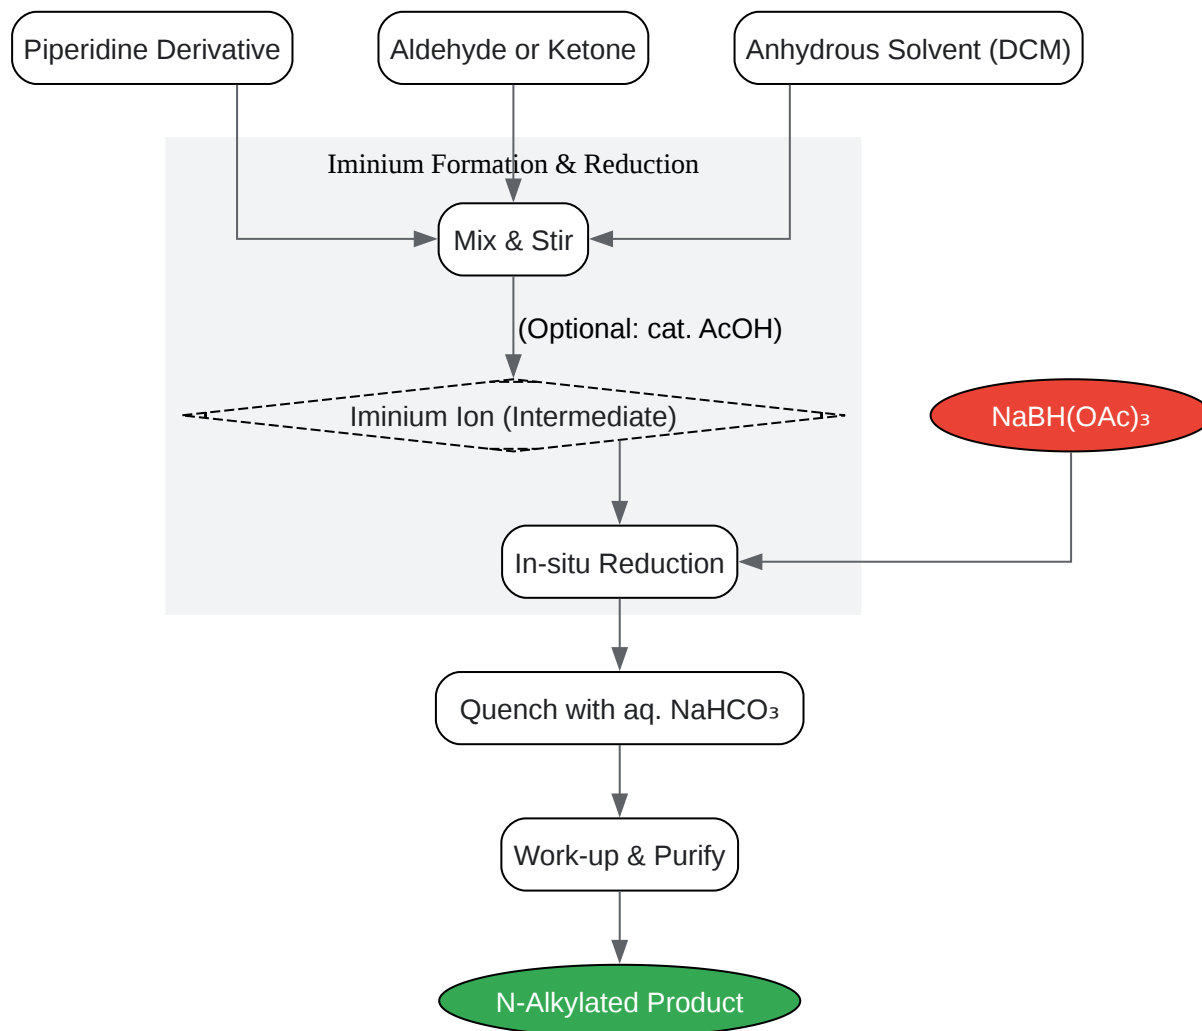 Piperidine Derivative
Aldehyde or Ketone
Anhydrous Solvent (DCM)
Iminium Formation & Reduction
Mix & Stir
(Optional: cat. AcOH)
Iminium Ion (Intermediate)
NaBH(OAc)₃
In-situ Reduction
Quench with aq. NaHCO₃
Work-up & Purify
N-Alkylated Product